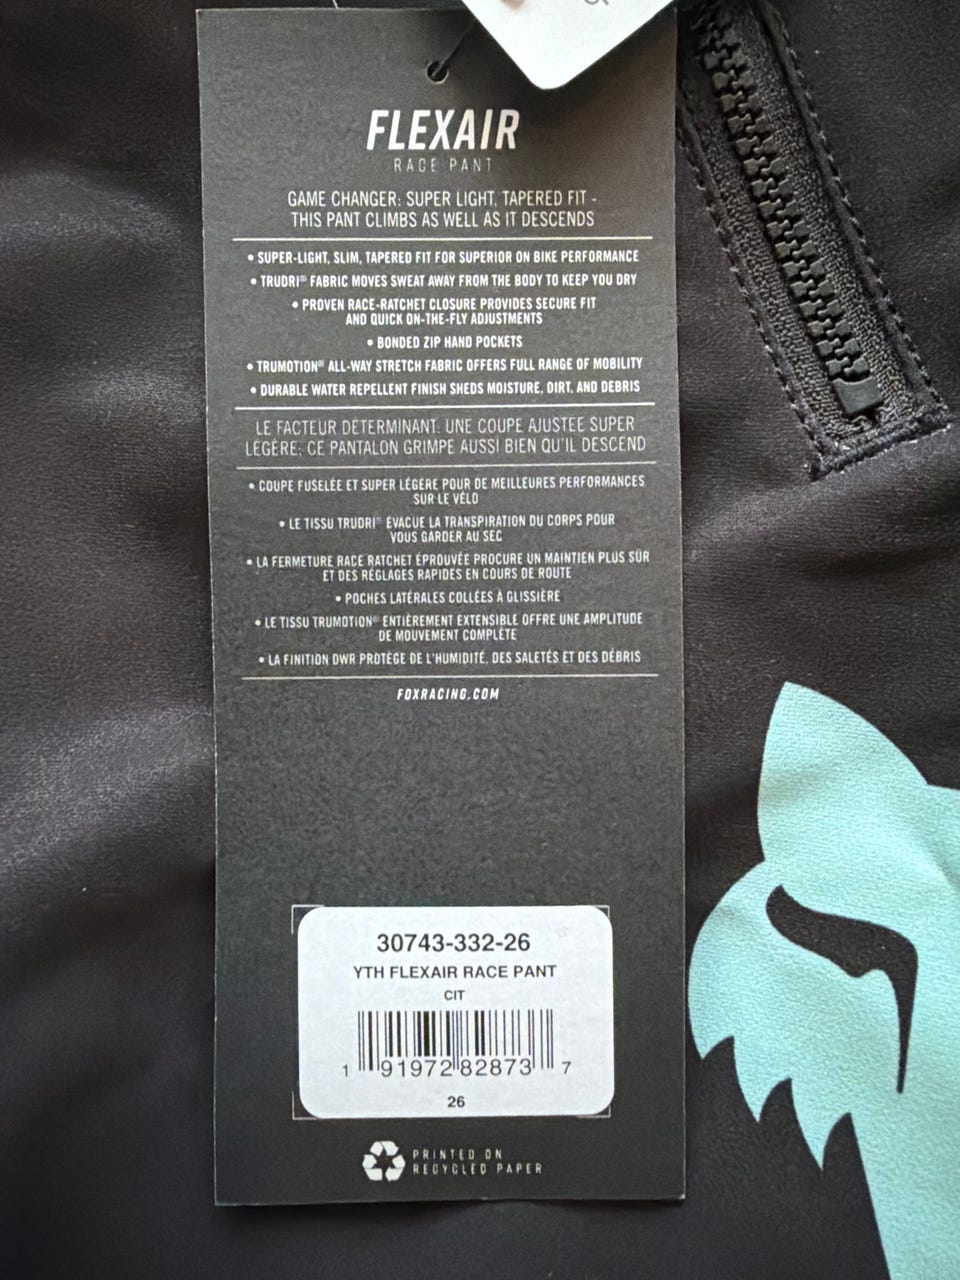 FLEXAIR
RACE PANT
GAME CHANGER: SUPER LIGHT, TAPERED FIT -
THIS PANT CLIMBS AS WELL AS IT DESCENDS
• SUPER-LIGHT, SLIM, TAPERED FIT FOR SUPERIOR ON BIKE PERFORMANCE
• TRUDRI® FABRIC MOVES SWEAT AWAY FROM THE BODY TO KEEP YOU DRY
• PROVEN RACE-RATCHET CLOSURE PROVIDES SECURE FIT
AND QUICK ON-THE-FLY ADJUSTMENTS
• BONDED ZIP HAND POCKETS
• TRUMOTION® ALL-WAY STRETCH FABRIC OFFERS FULL RANGE OF MOBILITY
• DURABLE WATER REPELLENT FINISH SHEDS MOISTURE, DIRT, AND DEBRIS
LE FACTEUR DÉTERMINANT: UNE COUPE AJUSTÉE SUPER
LÉGÈRE; CE PANTALON GRIMPE AUSSI BIEN QU'IL DESCEND
• COUPE FUSELÉE ET SUPER LÉGÈRE POUR DE MEILLEURES PERFORMANCES
SUR LE VÉLO
• LE TISSU TRUDRI® ÉVACUE LA TRANSPIRATION DU CORPS POUR
VOUS GARDER AU SEC
• LA FERMETURE RACE RATCHET ÉPROUVÉE PROCURE UN MAINTIEN PLUS SÛR
ET DES RÉGLAGES RAPIDES EN COURS DE ROUTE
• POCHES LATÉRALES COLLÉES À GLISSIÈRE
• LE TISSU TRUMOTION® ENTIÈREMENT EXTENSIBLE OFFRE UNE AMPLITUDE
DE MOUVEMENT COMPLÈTE
• LA FINITION DWR PROTÈGE DE L'HUMIDITÉ, DES SALETÉS ET DES DÉBRIS
FOXRACING.COM
30743-332-26
YTH FLEXAIR RACE PANT
CIT
1 91972 82873 7
26
PRINTED ON
RECYCLED PAPER